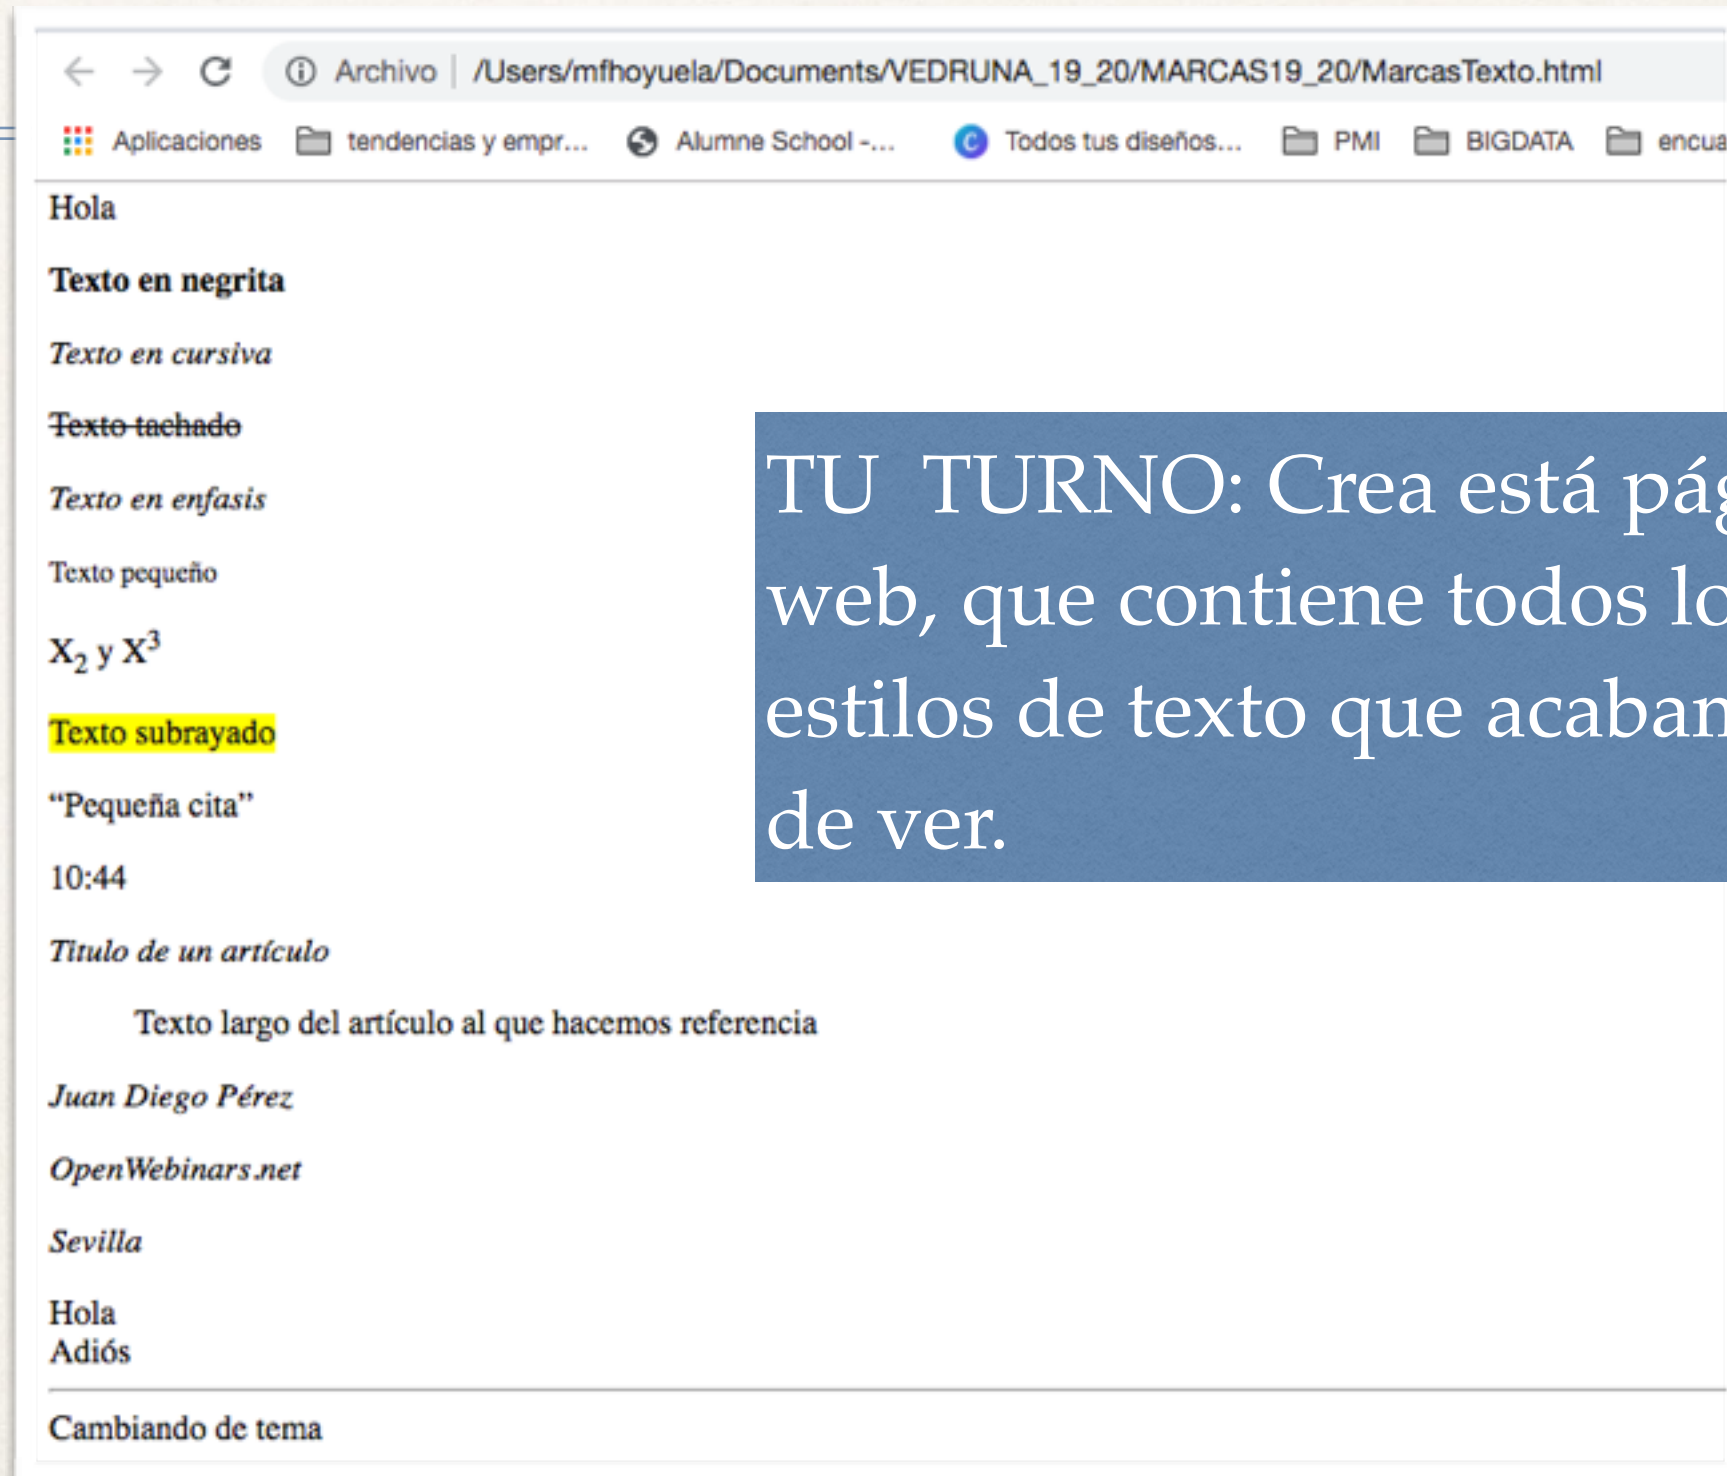 Archivo | /Users/mfhoyuela/Documents/VEDRUNA_19_20/MARCAS19_20/MarcasTexto.html
Aplicaciones tendencias y empr... Alumne School -... Todos tus diseños... PMI BIGDATA encua
Hola
Texto en negrita
Texto en cursiva
Texto tachado
Texto en enfasis
Texto pequeño
X₂ y X³
Texto subrayado
“Pequeña cita”
10:44
Titulo de un artículo
Texto largo del artículo al que hacemos referencia
Juan Diego Pérez
OpenWebinars.net
Sevilla
Hola
Adiós
Cambiando de tema
TU TURNO: Crea está pág
web, que contiene todos lo
estilos de texto que acaban
de ver.